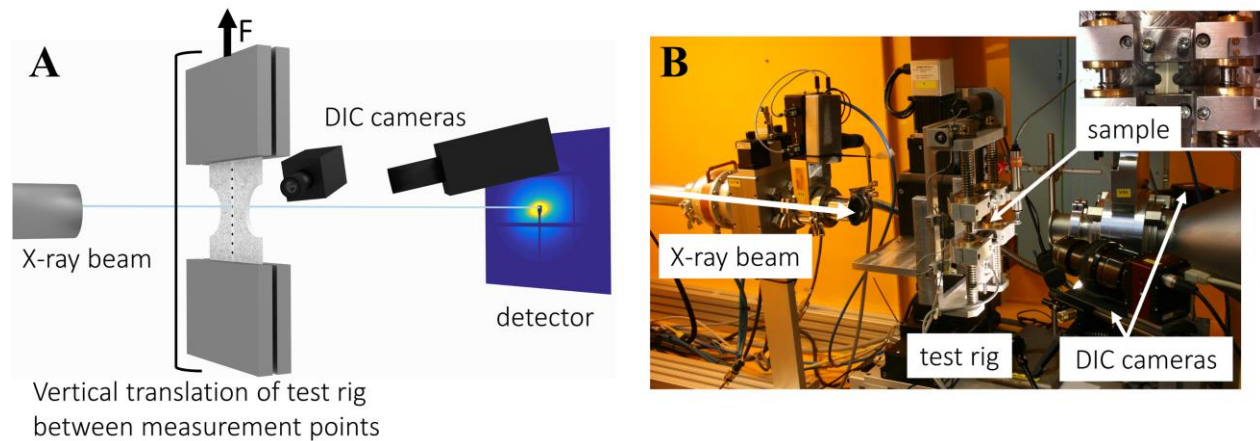 A
F
DIC cameras
X-ray beam
detector
Vertical translation of test rig
between measurement points
B
sample
X-ray beam
test rig
DIC cameras